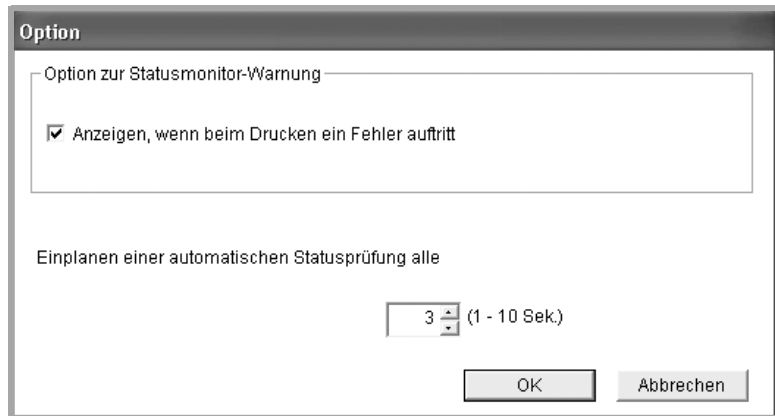 Option
Option zur Statusmonitor-Warnung
Anzeigen, wenn beim Drucken ein Fehler auftritt
Einplanen einer automatischen Statusprüfung alle
3 (1 - 10 Sek.)
OK Abbrechen